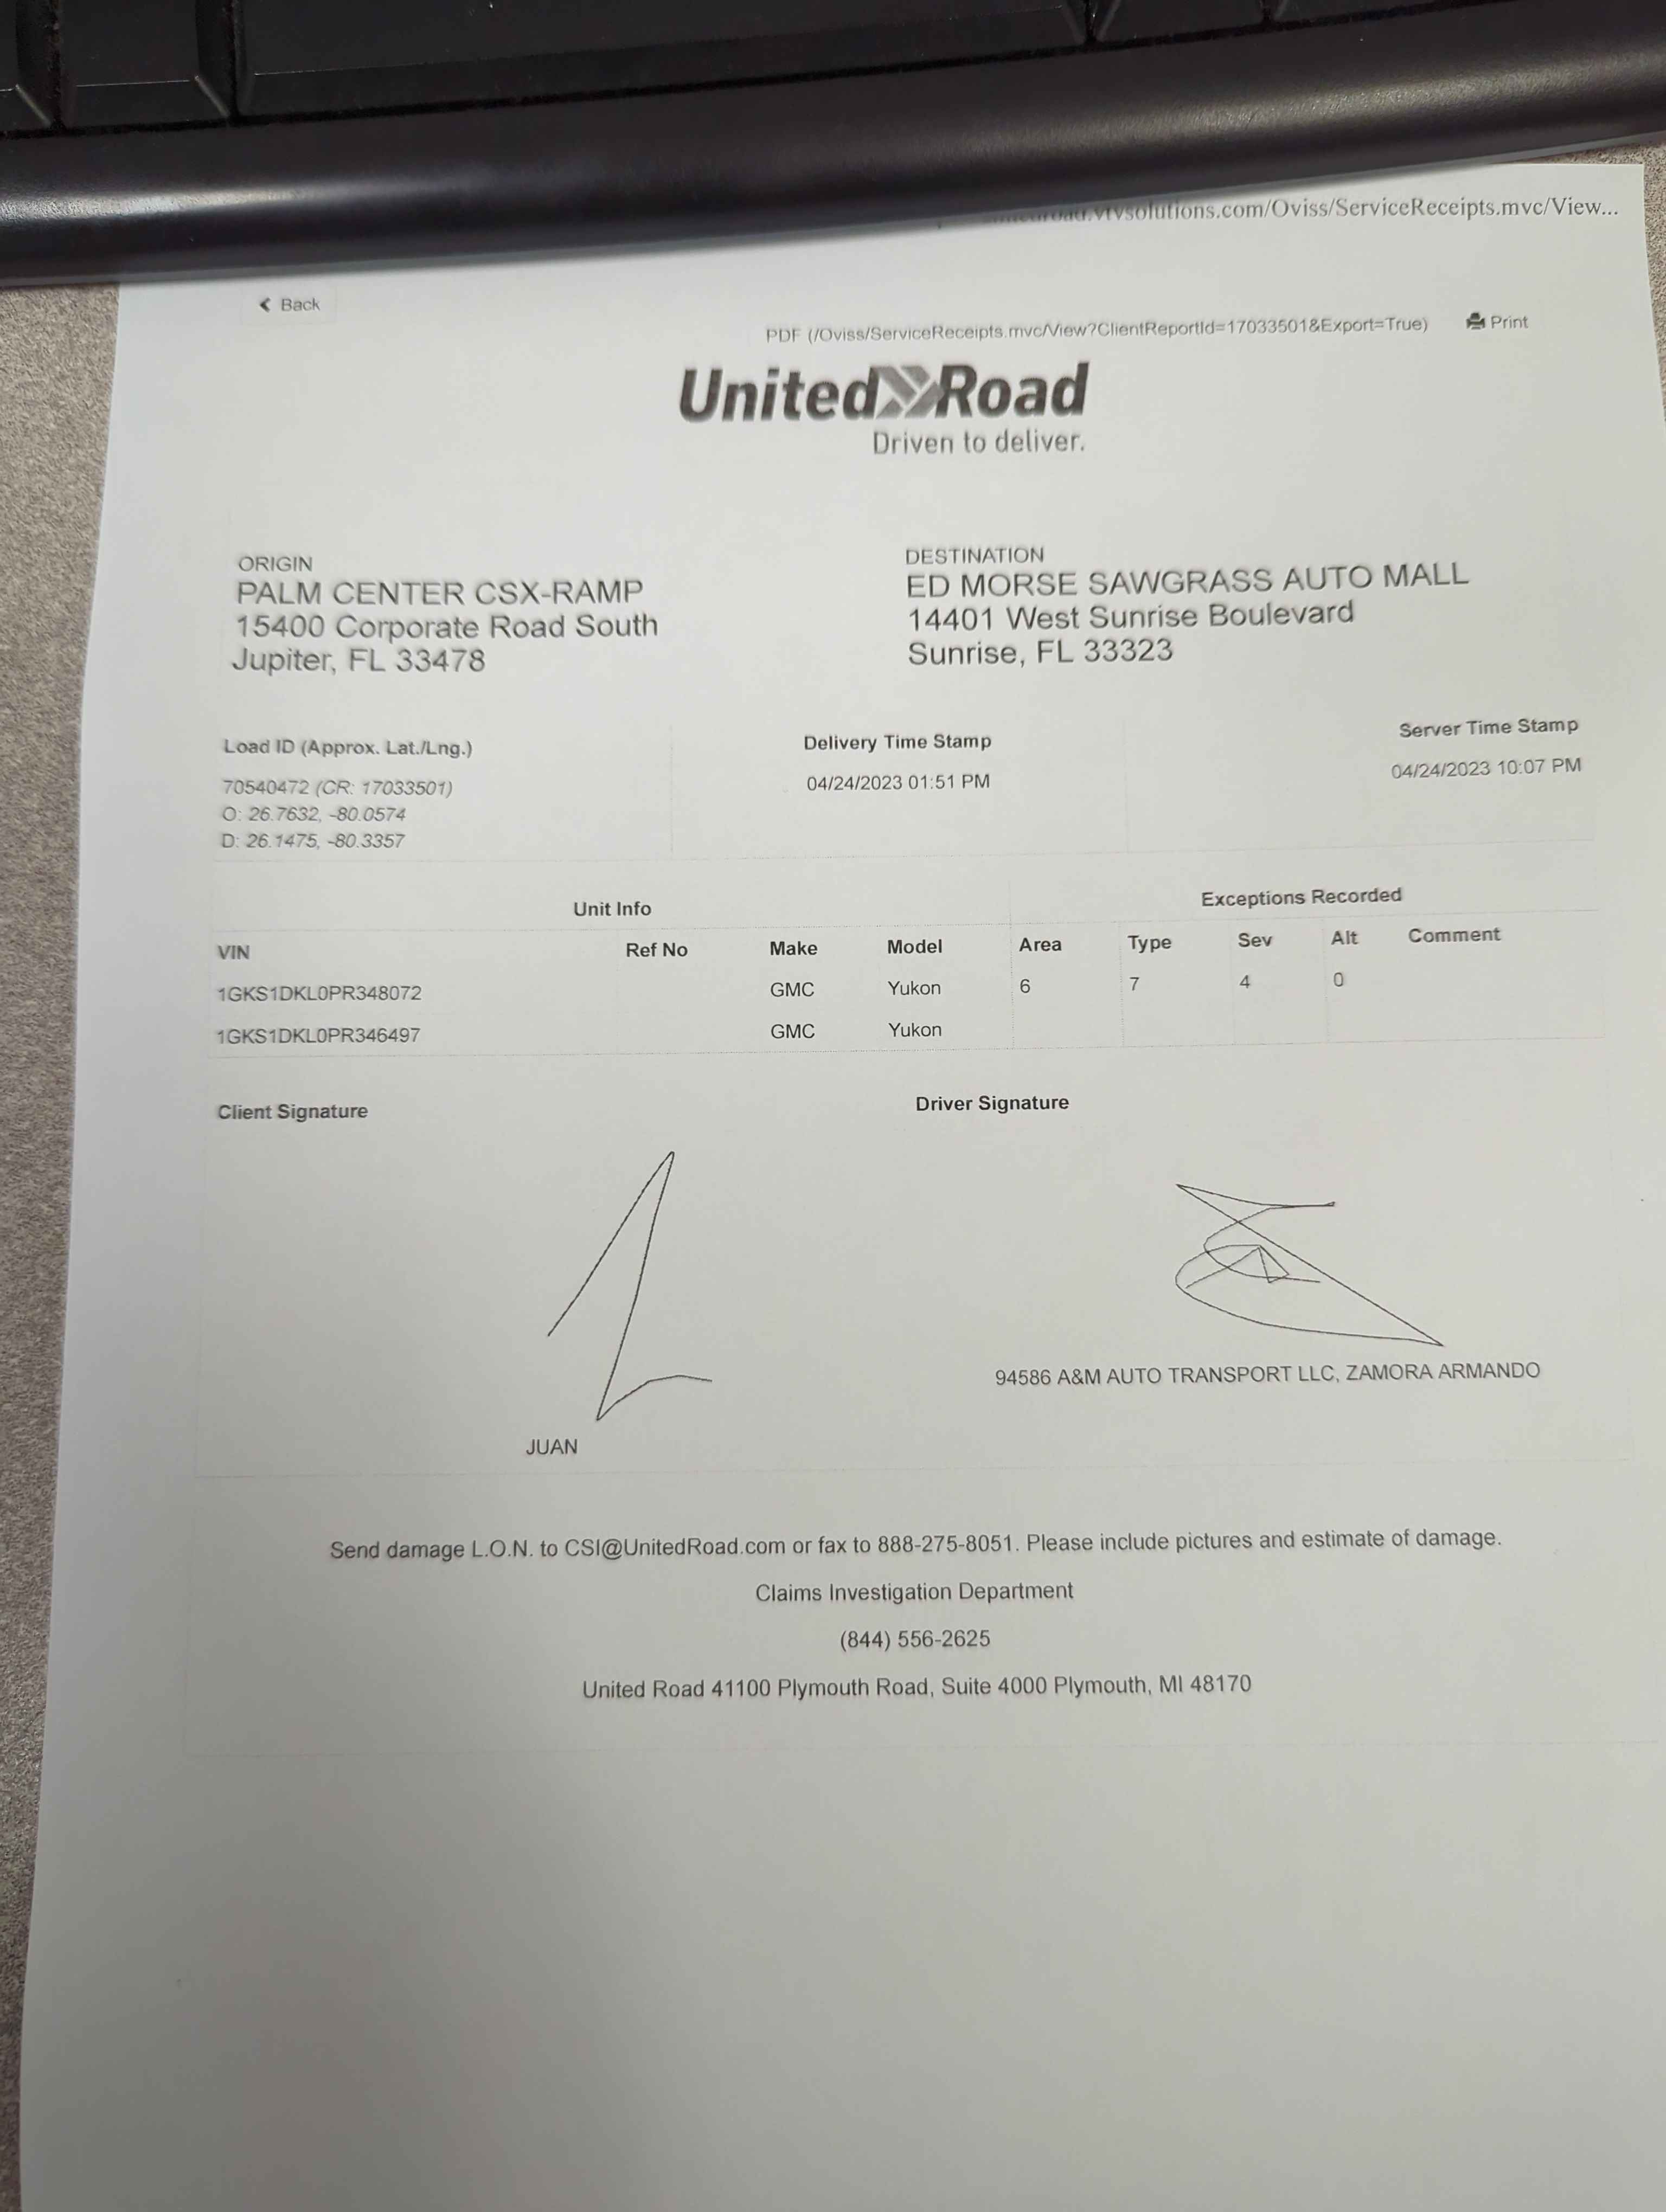 vtvsolutions.com/Oviss/ServiceReceipts.mvc/View...
Back
PDF (/Oviss/ServiceReceipts.mvc/View?ClientReportId=17033501&Export=True) Print
United Road
Driven to deliver.
ORIGIN
PALM CENTER CSX-RAMP
15400 Corporate Road South
Jupiter, FL 33478
DESTINATION
ED MORSE SAWGRASS AUTO MALL
14401 West Sunrise Boulevard
Sunrise, FL 33323
Load ID (Approx. Lat./Lng.)
70540472 (CR: 17033501)
O: 26.7632, -80.0574
D: 26.1475, -80.3357
Delivery Time Stamp
04/24/2023 01:51 PM
Server Time Stamp
04/24/2023 10:07 PM
Unit Info Exceptions Recorded
VIN Ref No Make Model Area Type Sev Alt Comment
1GKS1DKL0PR348072 GMC Yukon 6 7 4 0
1GKS1DKL0PR346497 GMC Yukon
Client Signature
JUAN
Driver Signature
94586 A&M AUTO TRANSPORT LLC, ZAMORA ARMANDO
Send damage L.O.N. to CSI@UnitedRoad.com or fax to 888-275-8051. Please include pictures and estimate of damage.
Claims Investigation Department
(844) 556-2625
United Road 41100 Plymouth Road, Suite 4000 Plymouth, MI 48170